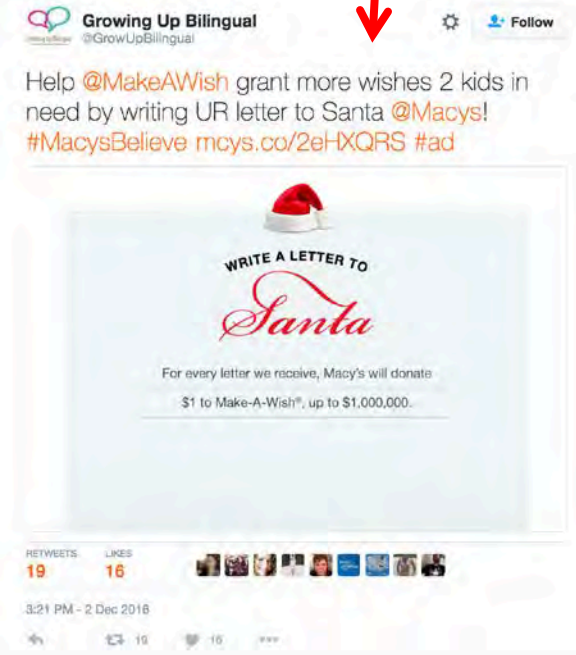 Growing Up Bilingual
@GrowUpBilingual
Follow
Help @MakeAWish grant more wishes 2 kids in
need by writing UR letter to Santa @Macys!
#MacysBelieve mcys.co/2eHXQRS #ad
WRITE A LETTER TO
Santa
For every letter we receive, Macy's will donate
$1 to Make-A-Wish®, up to $1,000,000.
RETWEETS LIKES
19 16
3:21 PM - 2 Dec 2016
19 16